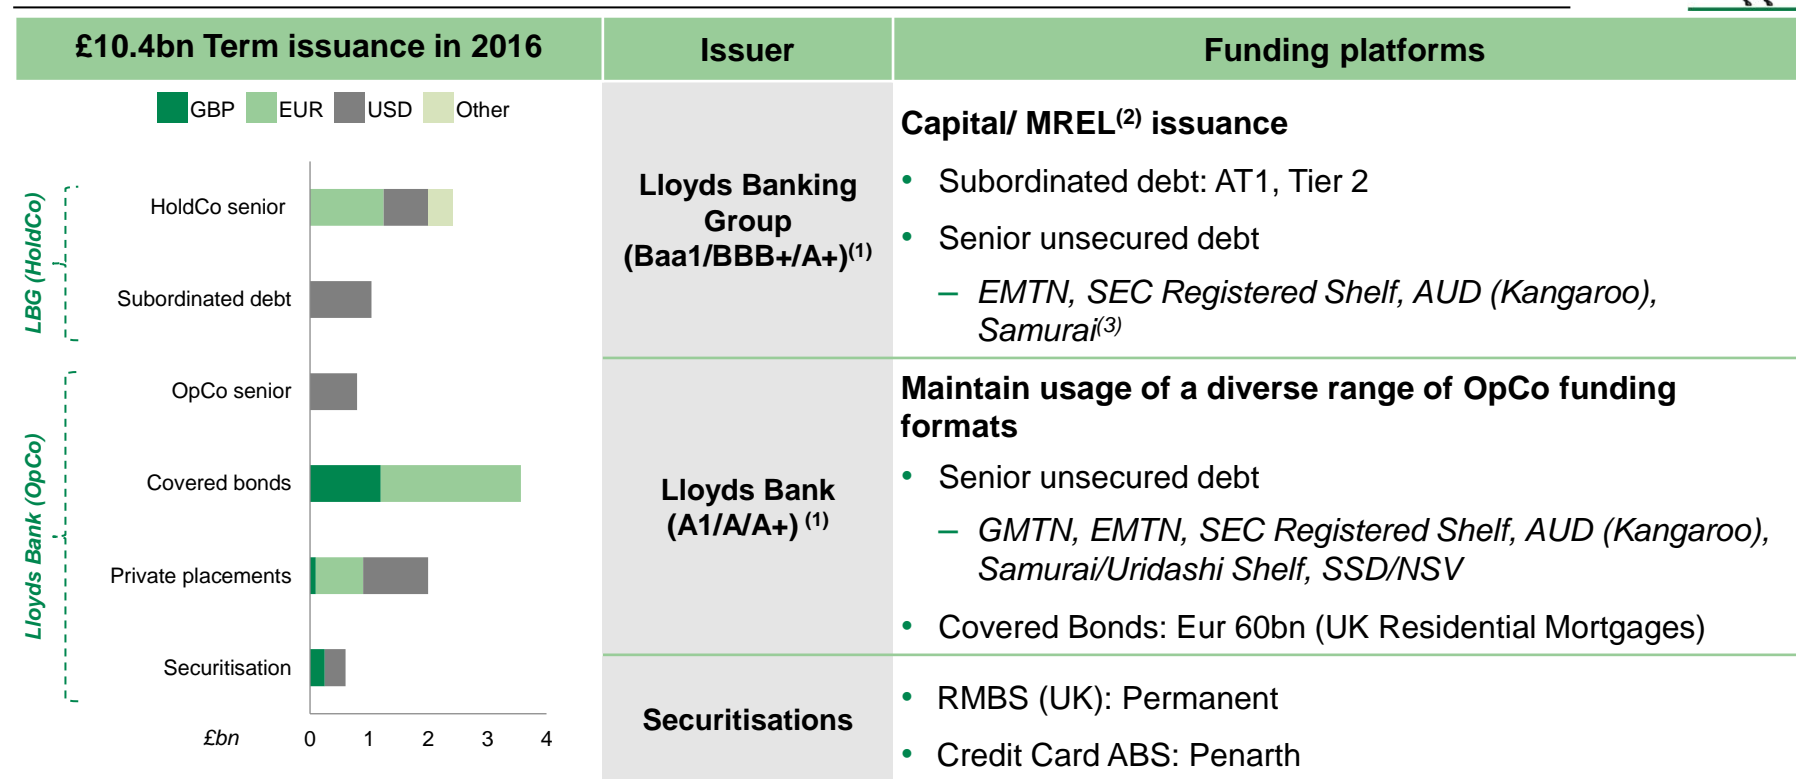 £10.4bn Term issuance in 2016
Issuer
Funding platforms
GBP EUR USD Other
LBG (HoldCo)
HoldCo senior
Subordinated debt
Lloyds Bank (OpCo)
OpCo senior
Covered bonds
Private placements
Securitisation
£bn 0 1 2 3 4
Lloyds Banking
Group
(Baa1/BBB+/A+)(1)
Capital/ MREL(2) issuance
• Subordinated debt: AT1, Tier 2
• Senior unsecured debt
– EMTN, SEC Registered Shelf, AUD (Kangaroo),
Samurai(3)
Lloyds Bank
(A1/A/A+) (1)
Maintain usage of a diverse range of OpCo funding
formats
• Senior unsecured debt
– GMTN, EMTN, SEC Registered Shelf, AUD (Kangaroo),
Samurai/Uridashi Shelf, SSD/NSV
• Covered Bonds: Eur 60bn (UK Residential Mortgages)
Securitisations
• RMBS (UK): Permanent
• Credit Card ABS: Penarth